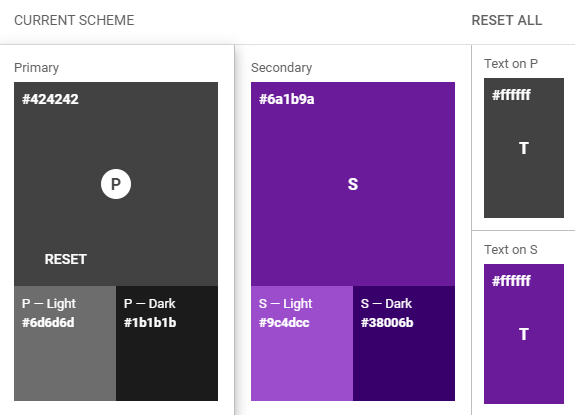 CURRENT SCHEME
RESET ALL
Primary
#424242
P
RESET
P — Light
#6d6d6d
P — Dark
#1b1b1b
Secondary
#6a1b9a
S
S — Light
#9c4dcc
S — Dark
#38006b
Text on P
#ffffff
T
Text on S
#ffffff
T